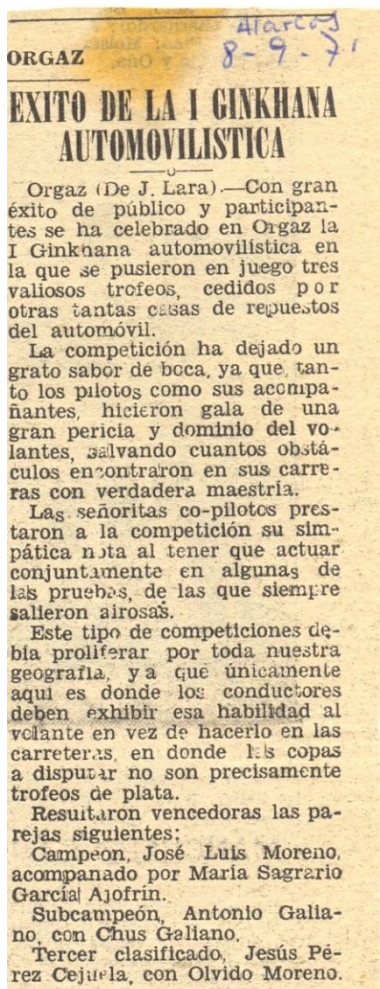 Alarcos
8-9-71
ORGAZ
EXITO DE LA I GINKHANA
AUTOMOVILISTICA
Orgaz (De J. Lara).—Con gran
éxito de público y participan-
tes se ha celebrado en Orgaz la
I Ginkhana automovilistica en
la que se pusieron en juego tres
valiosos trofeos, cedidos por
otras tantas casas de repuestos
del automóvil.
La competición ha dejado un
grato sabor de boca, ya que, tan-
to los pilotos como sus acompa-
ñantes, hicieron gala de una
gran pericia y dominio del vo-
lantes, salvando cuantos obstá-
culos encontraron en sus carre-
ras con verdadera maestria.
Las señoritas co-pilotos pres-
taron a la competición su sim-
pática nota al tener que actuar
conjuntamente en algunas de
las pruebas, de las que siempre
salieron airosas.
Este tipo de competiciones de-
bia proliferar por toda nuestra
geografía, ya que únicamente
aqui es donde los conductores
deben exhibir esa habilidad al
volante en vez de hacerlo en las
carreteras, en donde las copas
a disputar no son precisamente
trofeos de plata.
Resultaron vencedoras las pa-
rejas siguientes:
Campeón, José Luis Moreno,
acompanado por María Sagrario
García Ajofrín.
Subcampeón, Antonio Galia-
no, con Chus Galiano.
Tercer clasificado, Jesús Pé-
rez Cejuela, con Olvido Moreno.